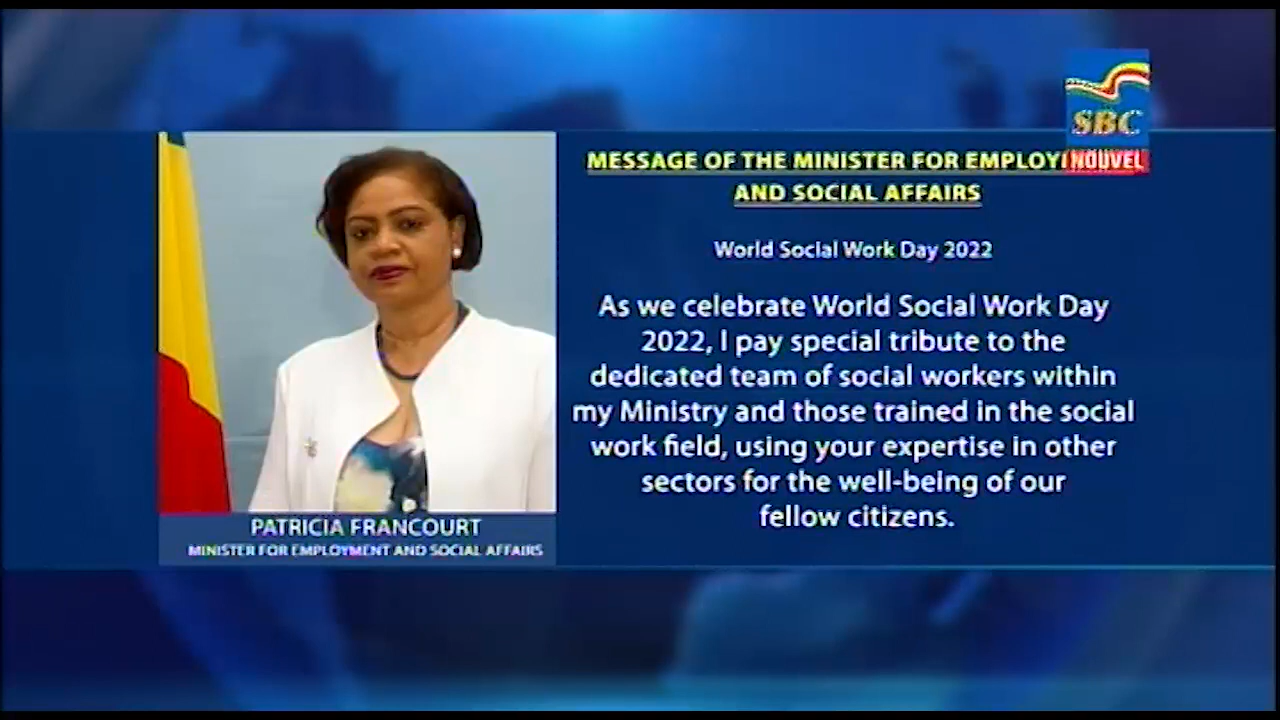 SBC
NOUVEL
MESSAGE OF THE MINISTER FOR
AND SOCIAL AFFAIRS
World Social Work Day 2022
As we celebrate World Social Work Day
2022, I pay special tribute to the
dedicated team of social workers within
my Ministry and those trained in the social
work field, using your expertise in other
sectors for the well-being of our
fellow citizens.
PATRICIA FRANCOURT
MINISTER FOR EMPLOYMENT AND SOCIAL AFFAIRS